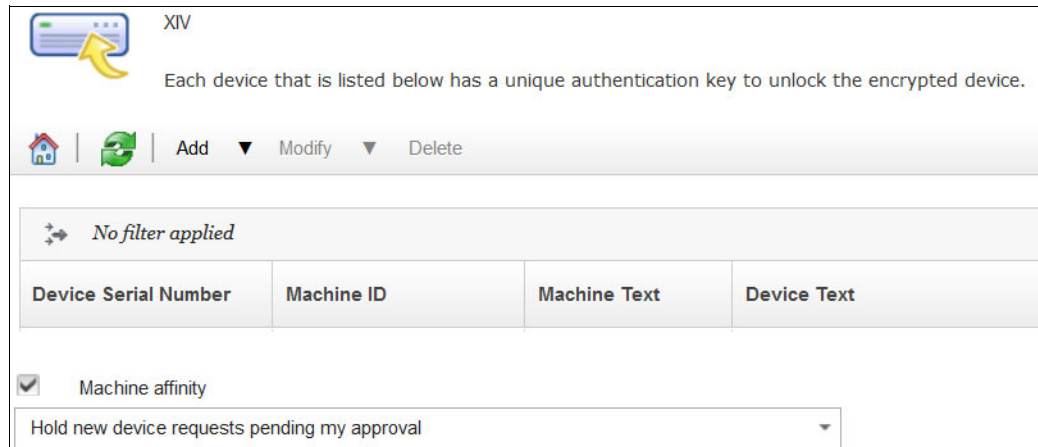 XIV
Each device that is listed below has a unique authentication key to unlock the encrypted device.
Add ▼ Modify ▼ Delete
No filter applied
Device Serial Number Machine ID Machine Text Device Text
Machine affinity
Hold new device requests pending my approval